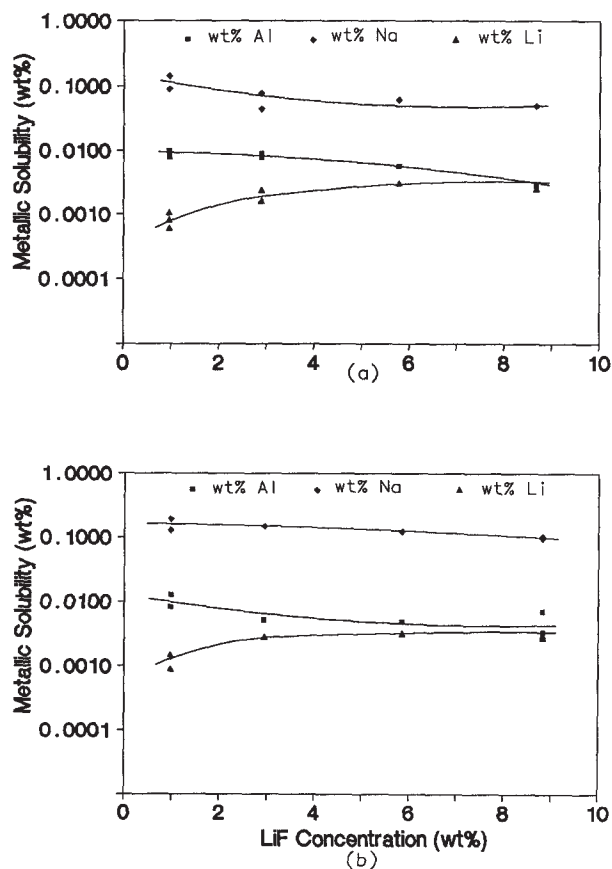 1.0000
wt% Al wt% Na wt% Li
0.1000
0.0100
0.0010
0.0001
Metallic Solubility (wt%)
0 2 4 6 8 10
(a)
1.0000
wt% Al wt% Na wt% Li
0.1000
0.0100
0.0010
0.0001
Metallic Solubility (wt%)
0 2 4 6 8 10
LiF Concentration (wt%)
(b)